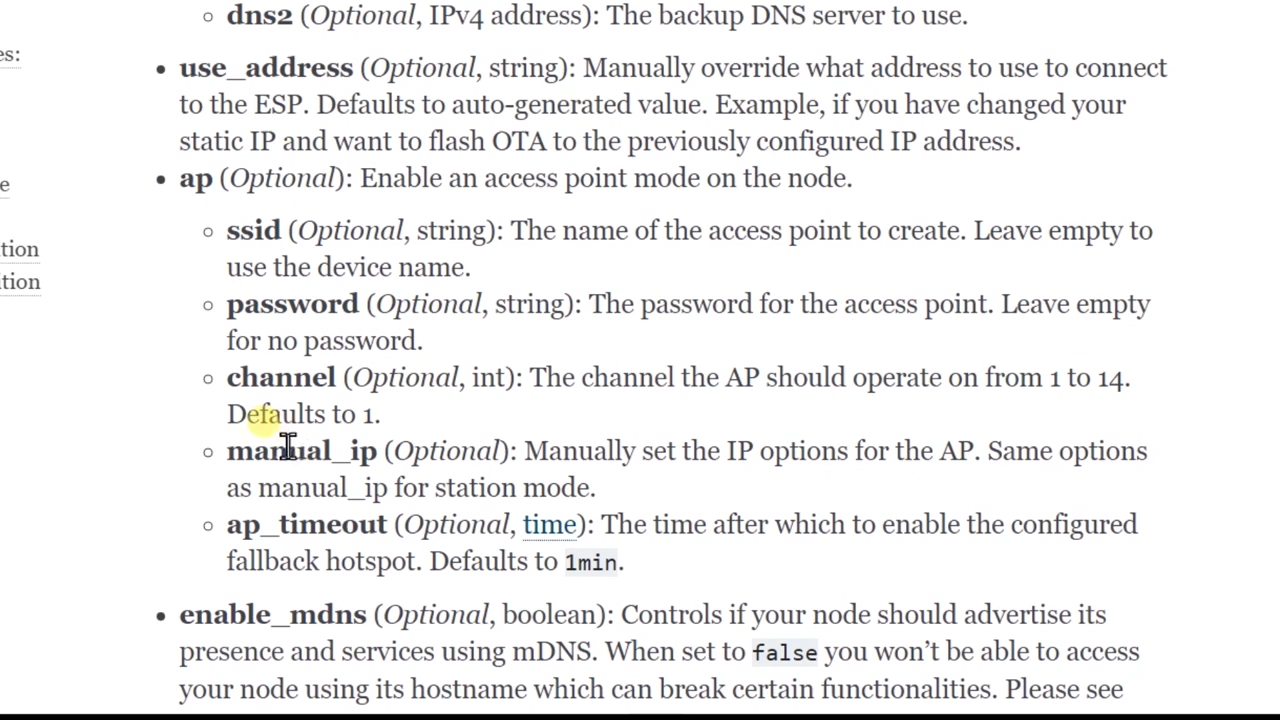 dns2 (Optional, IPv4 address): The backup DNS server to use.
es:
use_address (Optional, string): Manually override what address to use to connect
to the ESP. Defaults to auto-generated value. Example, if you have changed your
static IP and want to flash OTA to the previously configured IP address.
e
ap (Optional): Enable an access point mode on the node.
ssid (Optional, string): The name of the access point to create. Leave empty to
tion
use the device name.
ition
password (Optional, string): The password for the access point. Leave empty
for no password.
channel (Optional, int): The channel the AP should operate on from 1 to 14.
Defaults to 1.
manual_ip (Optional): Manually set the IP options for the AP. Same options
as manual_ip for station mode.
ap_timeout (Optional, time): The time after which to enable the configured
fallback hotspot. Defaults to 1min.
enable_mdns (Optional, boolean): Controls if your node should advertise its
presence and services using mDNS. When set to false you won't be able to access
your node using its hostname which can break certain functionalities. Please see